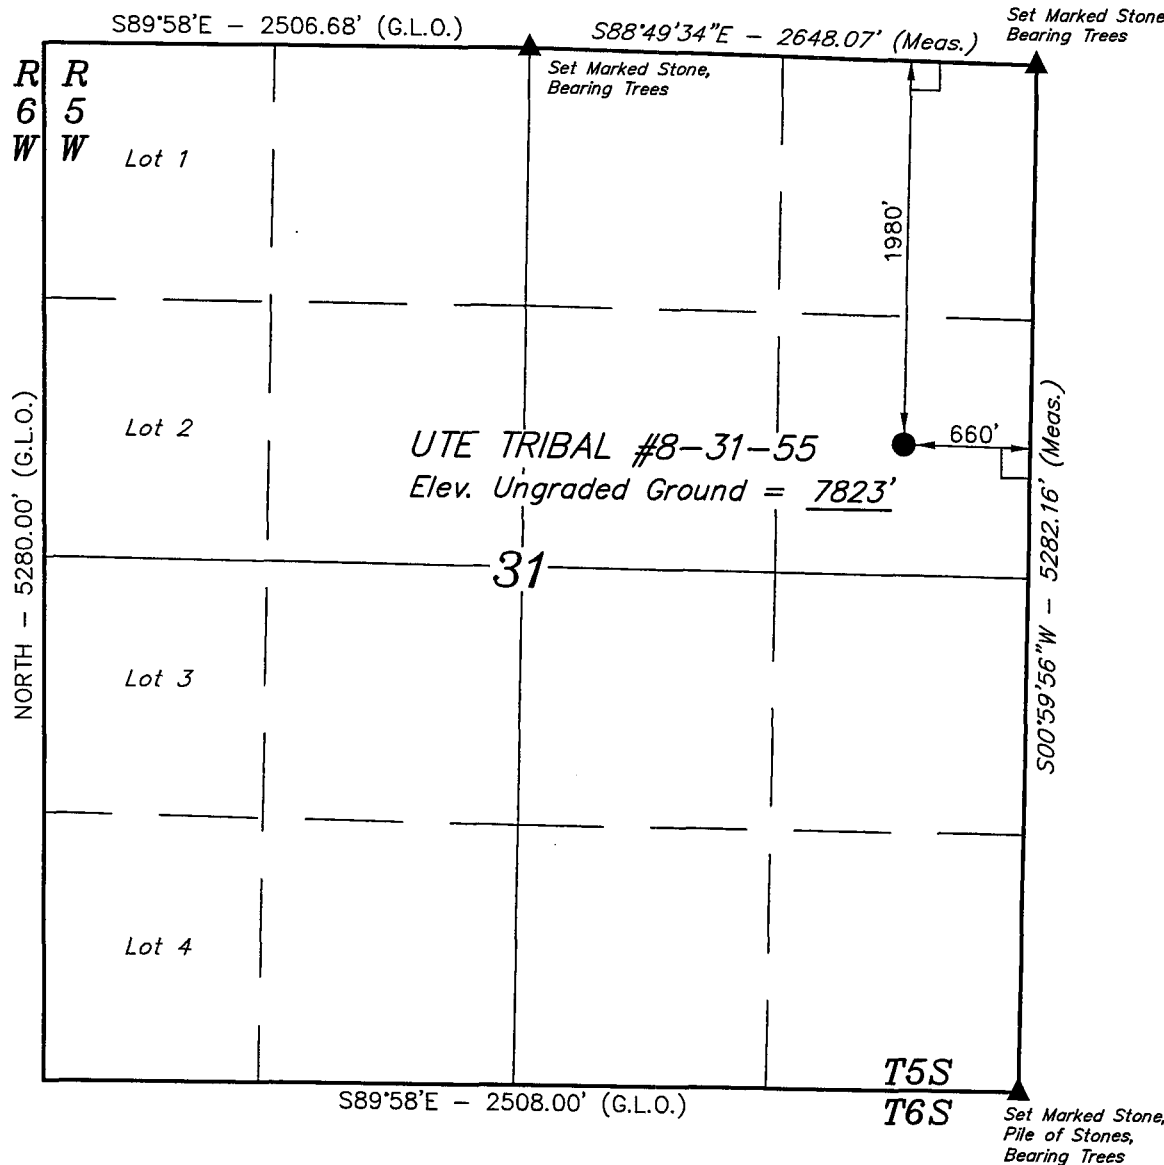 S89°58'E – 2506.68' (G.L.O.)
S88°49'34"E – 2648.07' (Meas.)
Set Marked Stone
Bearing Trees
Set Marked Stone,
Bearing Trees
R R
6 5
W W
Lot 1
1980'
Lot 2
UTE TRIBAL #8–31–55
Elev. Ungraded Ground = 7823'
660'
NORTH – 5280.00' (G.L.O.)
S00°59'56"W – 5282.16' (Meas.)
31
Lot 3
Lot 4
T5S
T6S
S89°58'E – 2508.00' (G.L.O.)
Set Marked Stone,
Pile of Stones,
Bearing Trees